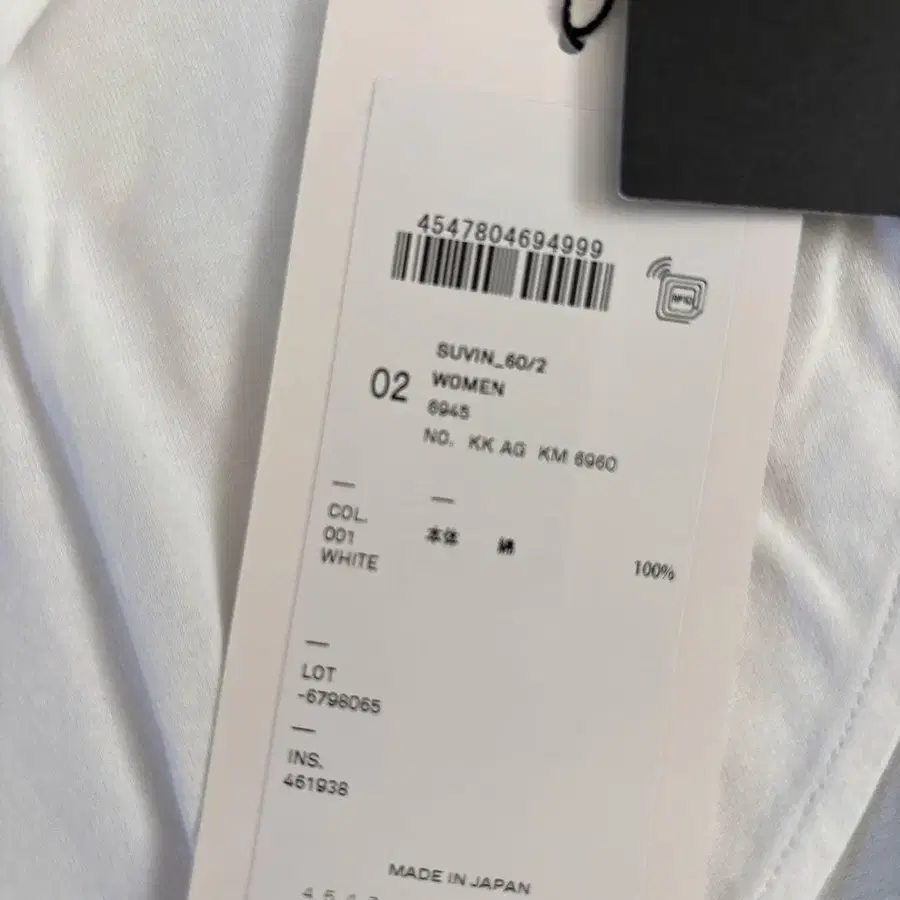 4547804694999
RFID
SUVIN_60/2
02 WOMEN
6945
NO. KK AG KM 6960
COL.
001
WHITE
本体 綿 100%
LOT
-6798065
INS.
461938
MADE IN JAPAN